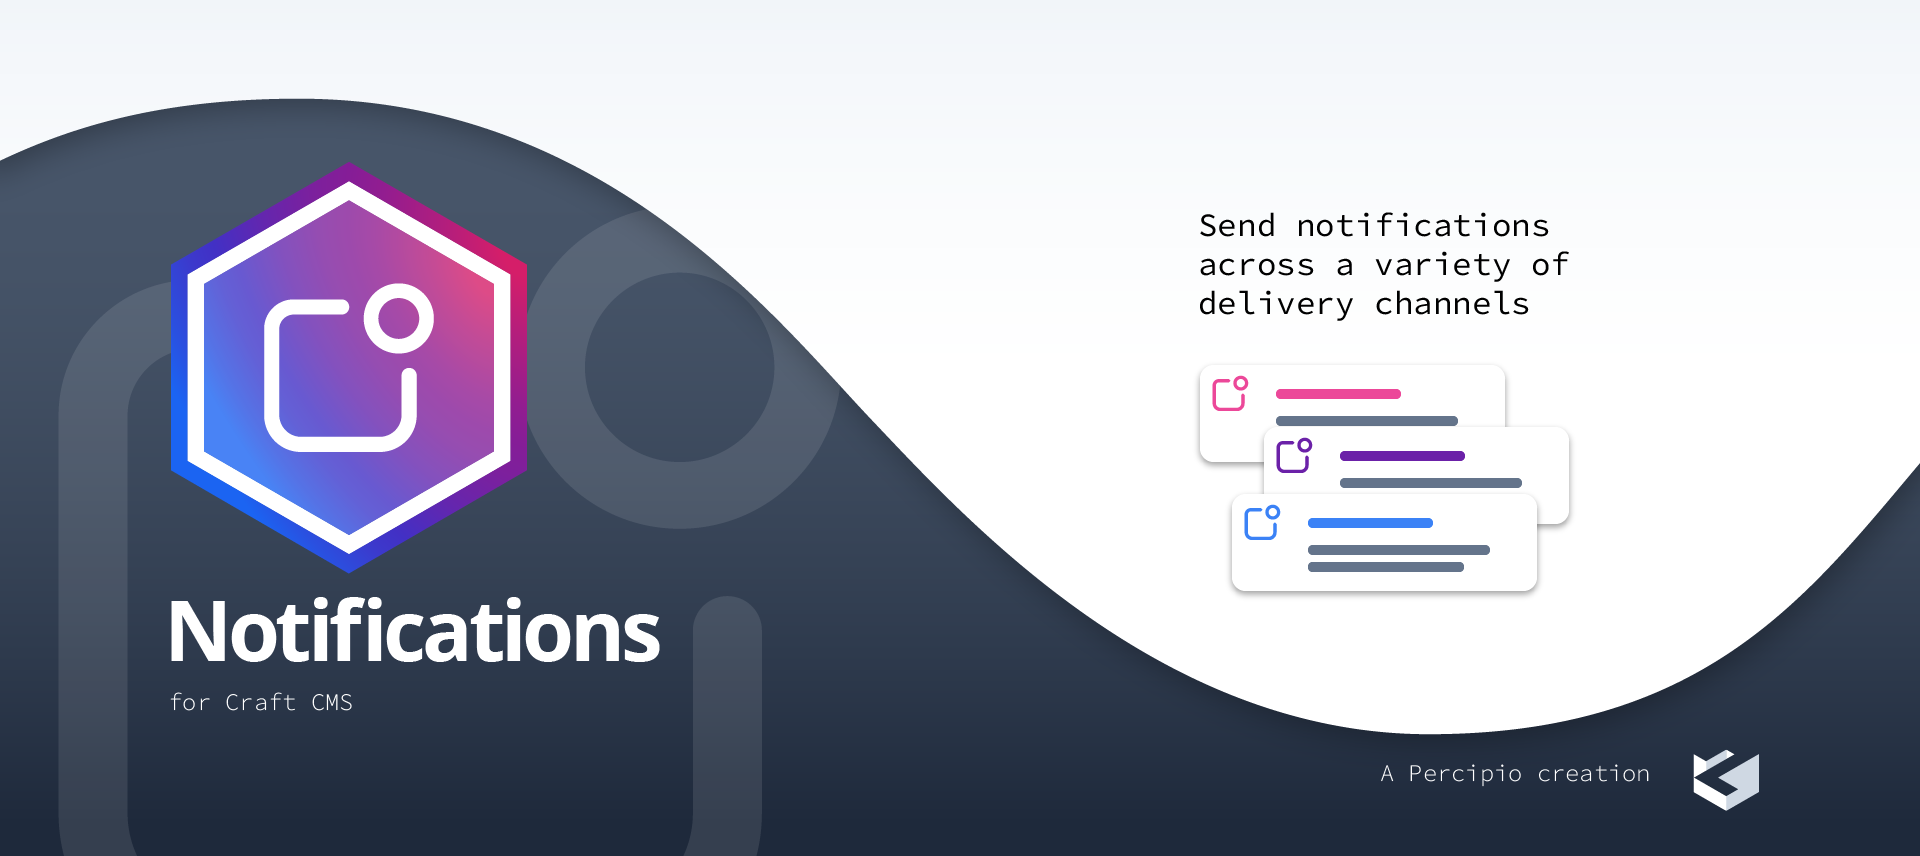 Send notifications
across a variety of
delivery channels
Notifications
for Craft CMS
A Percipio creation